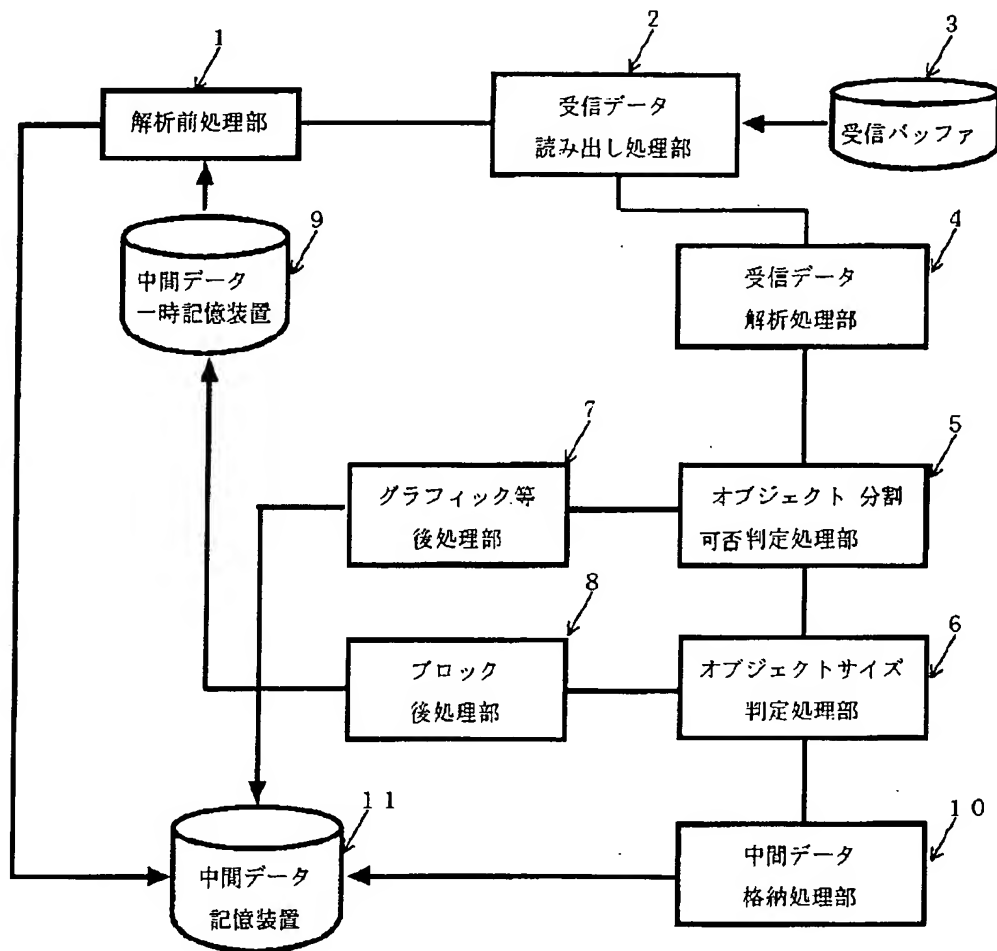 1
2
3
解析前処理部
受信データ
読み出し処理部
受信バッファ
9
4
中間データ
一時記憶装置
受信データ
解析処理部
7
5
グラフィック等
後処理部
オブジェクト 分割
可否判定処理部
8
6
ブロック
後処理部
オブジェクトサイズ
判定処理部
11
10
中間データ
記憶装置
中間データ
格納処理部